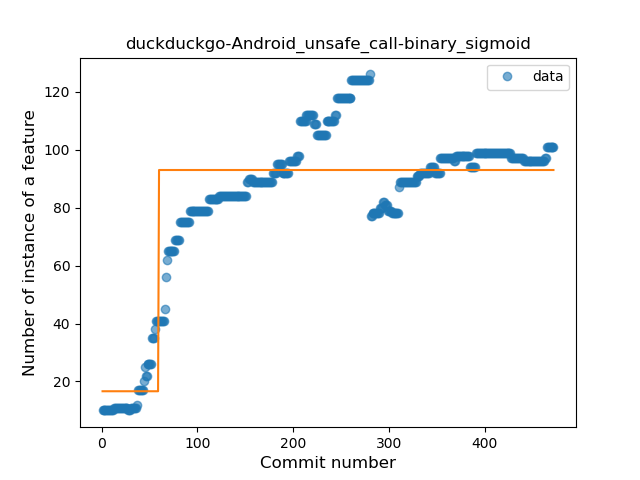 duckduckgo-Android_unsafe_call-binary_sigmoid
data
Number of instance of a feature
120
100
80
60
40
20
0
100
200
300
400
Commit number